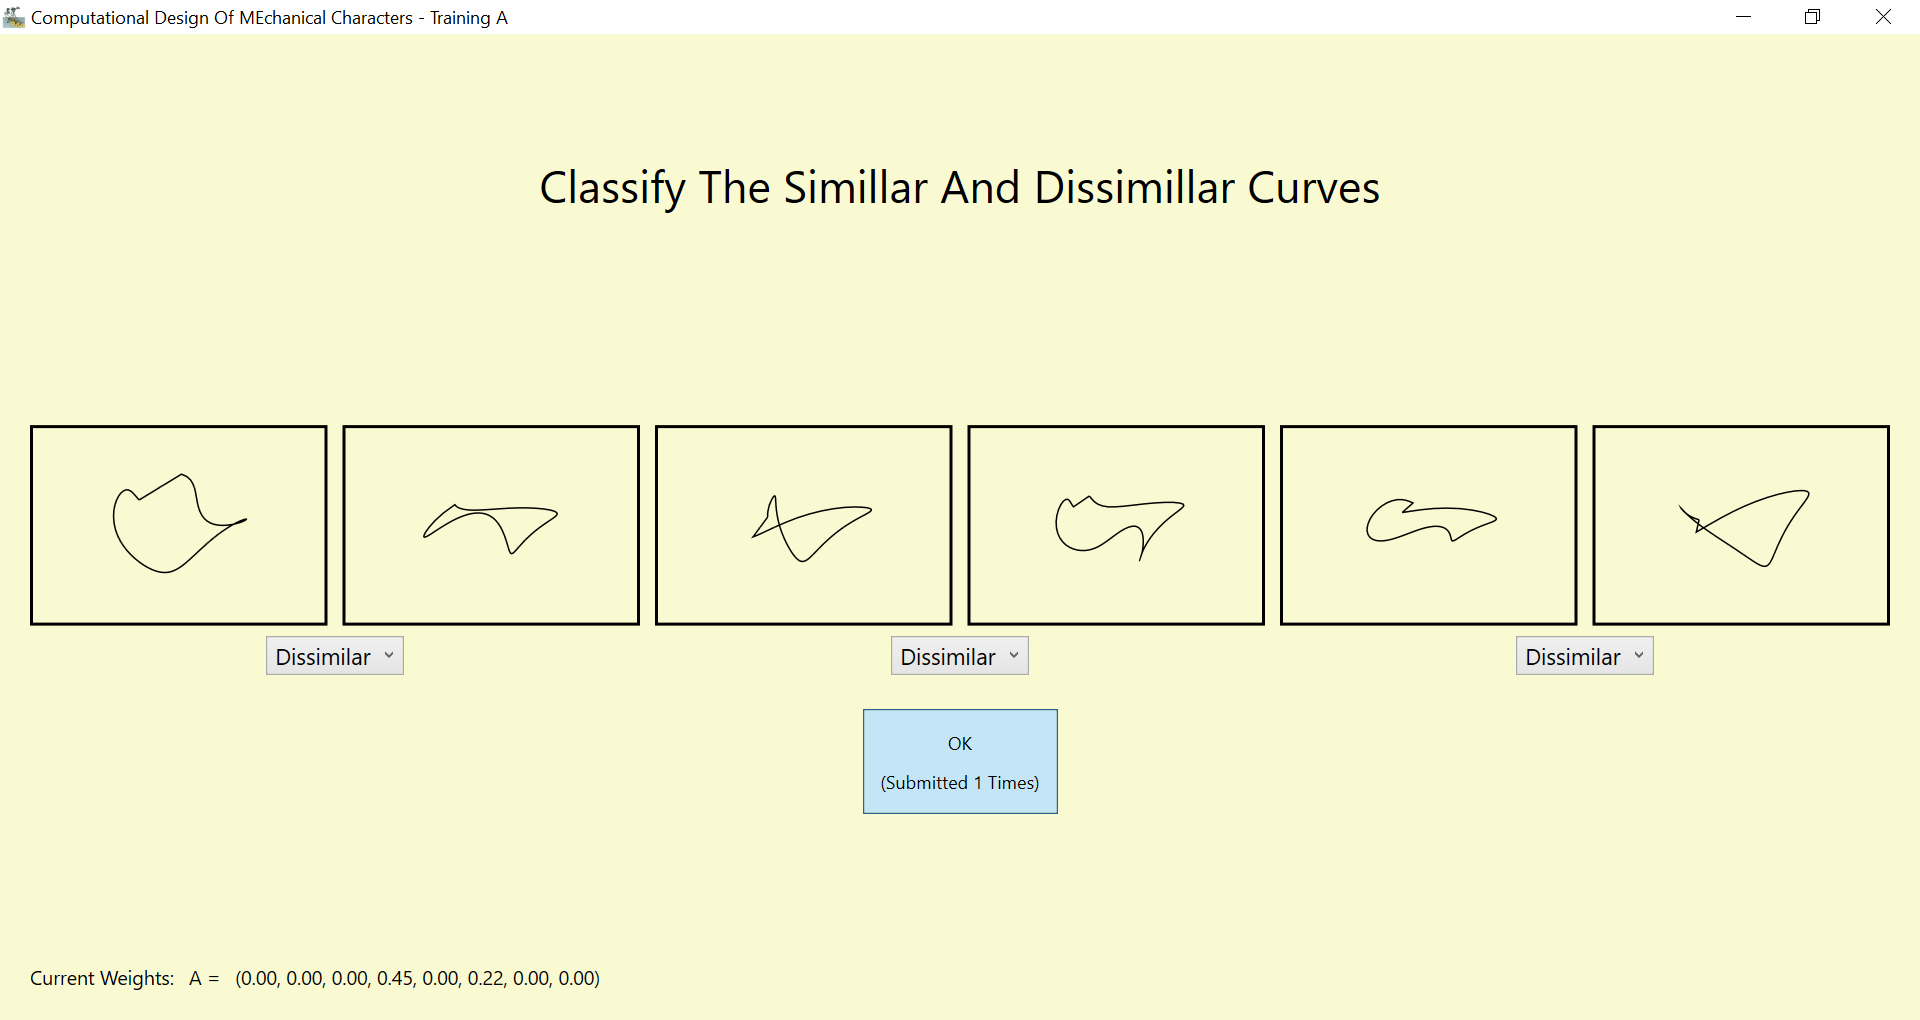 Computational Design Of MEchanical Characters - Training A
Classify The Simillar And Dissimillar Curves
Dissimilar
Dissimilar
Dissimilar
OK
(Submitted 1 Times)
Current Weights: A = (0.00, 0.00, 0.00, 0.45, 0.00, 0.22, 0.00, 0.00)